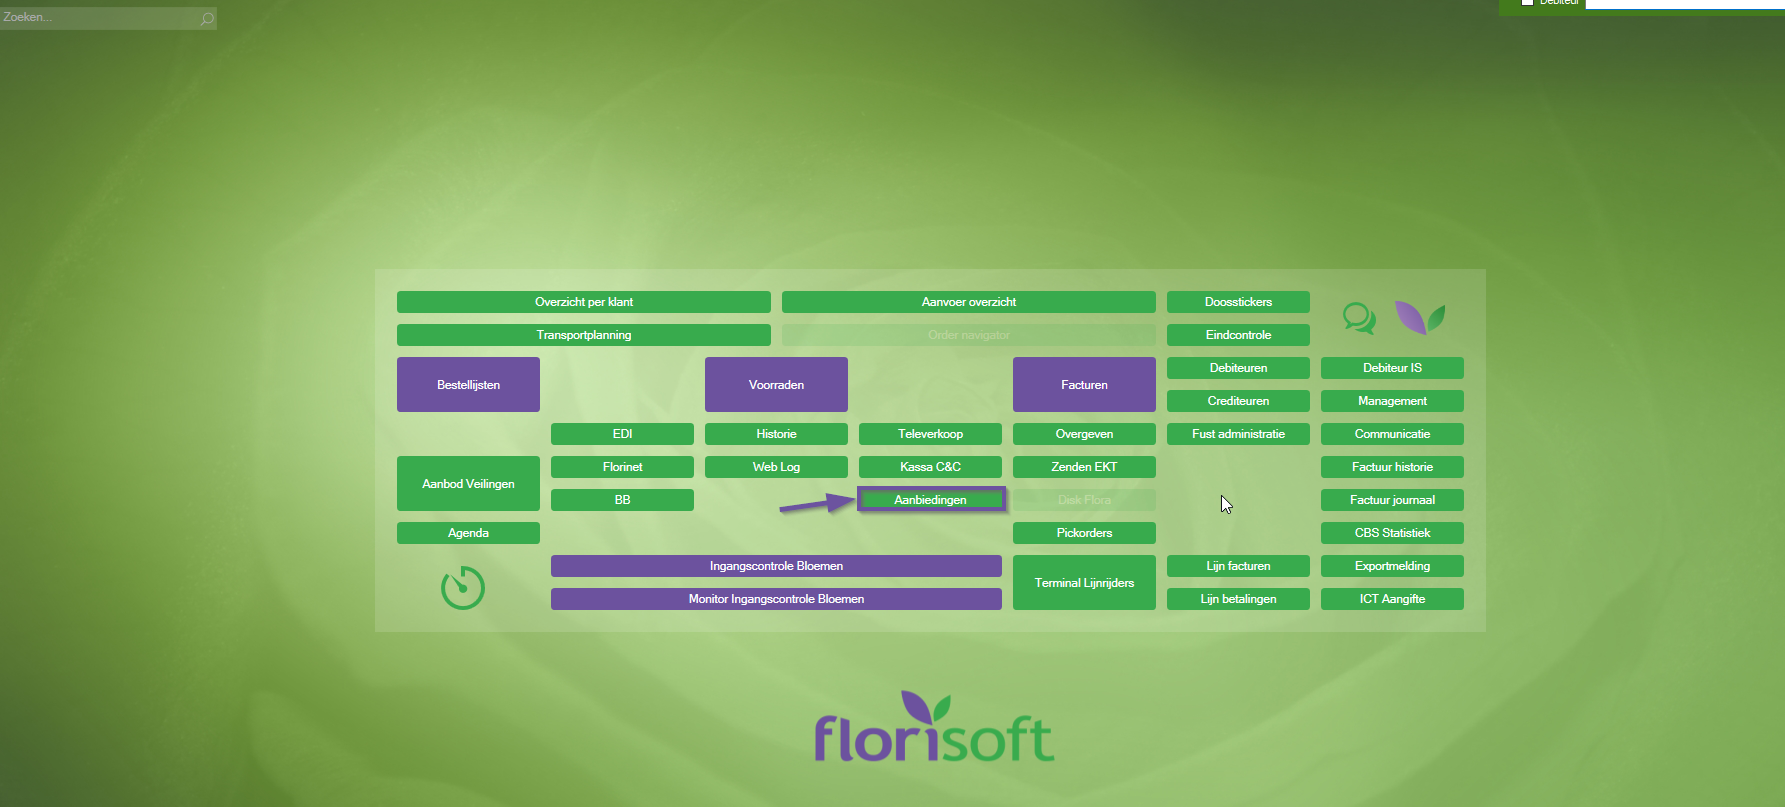 Zoeken...
Debiteur
Overzicht per klant
Aanvoer overzicht
Doosstickers
Transportplanning
Order navigator
Eindcontrole
Bestellijsten
Voorraden
Facturen
Debiteuren
Debiteur IS
Crediteuren
Management
EDI
Historie
Televerkoop
Overgeven
Fust administratie
Communicatie
Aanbod Veilingen
Florinet
Web Log
Kassa C&C
Zenden EKT
Factuur historie
BB
Aanbiedingen
Disk Flora
Factuur journaal
Agenda
Pickorders
CBS Statistiek
Ingangscontrole Bloemen
Terminal Lijnrijders
Lijn facturen
Exportmelding
Monitor Ingangscontrole Bloemen
Lijn betalingen
ICT Aangifte
florisoft